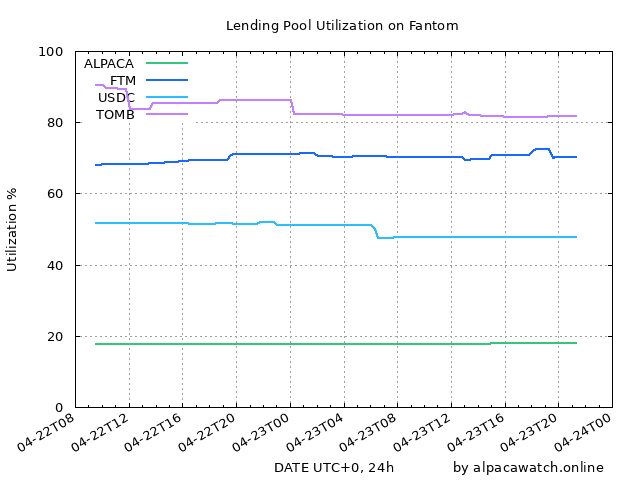 Lending Pool Utilization on Fantom
Utilization %
100
80
60
40
20
0
ALPACA
FTM
USDC
TOMB
04-22T08
04-22T12
04-22T16
04-22T20
04-23T00
04-23T04
04-23T08
04-23T12
04-23T16
04-23T20
04-24T00
DATE UTC+0, 24h
by alpacawatch.online